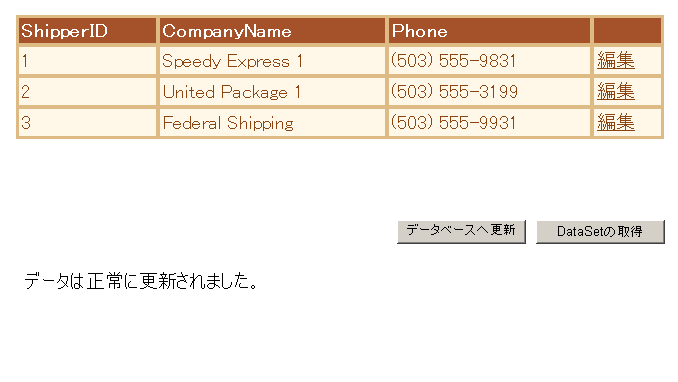 ShipperID CompanyName Phone
1 Speedy Express 1 (503) 555-9831 編集
2 United Package 1 (503) 555-3199 編集
3 Federal Shipping (503) 555-9931 編集
データベースへ更新 DataSetの取得
データは正常に更新されました。